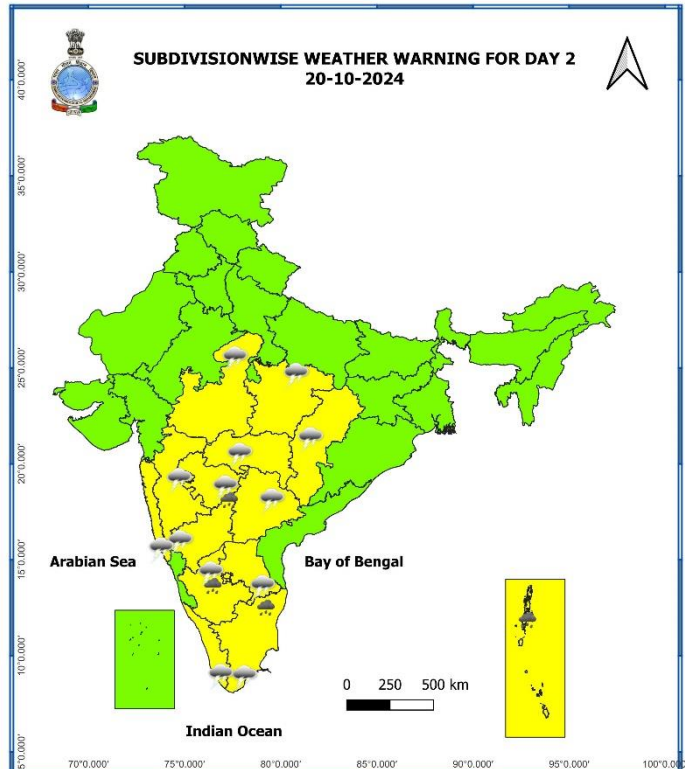 SUBDIVISIONWISE WEATHER WARNING FOR DAY 2
20-10-2024
40°0.000'
35°0.000'
30°0.000'
25°0.000'
20°0.000'
15°0.000'
10°0.000'
5°0.000'
Arabian Sea
Bay of Bengal
0 250 500 km
Indian Ocean
70°0.000' 75°0.000' 80°0.000' 85°0.000' 90°0.000' 95°0.000' 100°0.000'